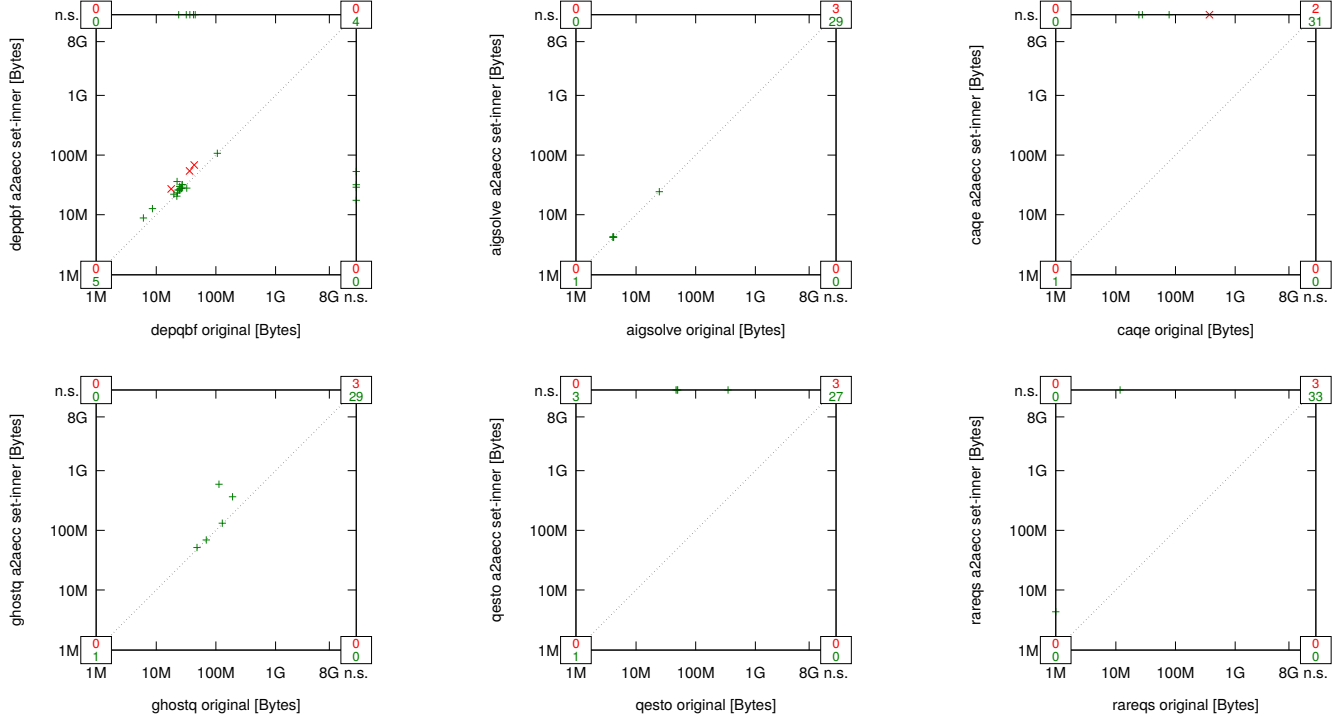 n.s.
8G
1G
100M
10M
1M
0
0
0
4
0
5
0
0
1M 10M 100M 1G 8G n.s.
depqbf original [Bytes]
depqbf a2aecc set-inner [Bytes]
n.s.
8G
1G
100M
10M
1M
0
0
3
29
0
1
0
0
1M 10M 100M 1G 8G n.s.
aigsolve original [Bytes]
aigsolve a2aecc set-inner [Bytes]
n.s.
8G
1G
100M
10M
1M
0
0
2
31
0
1
0
0
1M 10M 100M 1G 8G n.s.
caqe original [Bytes]
caqe a2aecc set-inner [Bytes]
n.s.
8G
1G
100M
10M
1M
0
0
3
29
0
1
0
0
1M 10M 100M 1G 8G n.s.
ghostq original [Bytes]
ghostq a2aecc set-inner [Bytes]
n.s.
8G
1G
100M
10M
1M
0
3
3
27
0
1
0
0
1M 10M 100M 1G 8G n.s.
qesto original [Bytes]
qesto a2aecc set-inner [Bytes]
n.s.
8G
1G
100M
10M
1M
0
0
3
33
0
0
0
0
1M 10M 100M 1G 8G n.s.
rareqs original [Bytes]
rareqs a2aecc set-inner [Bytes]